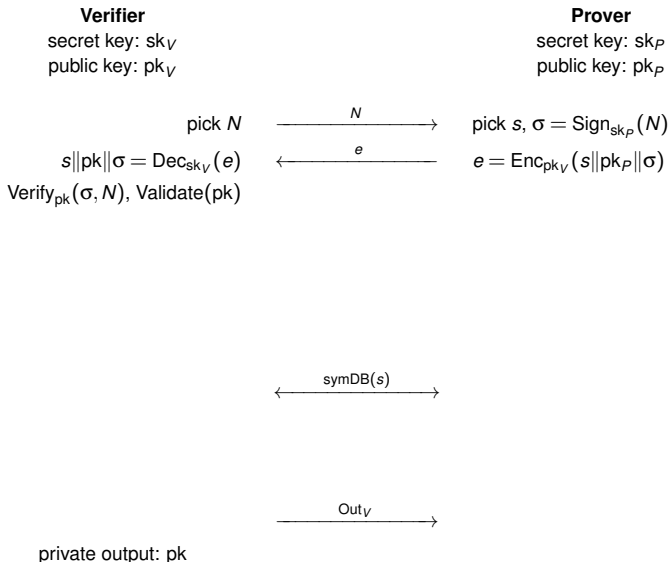 Verifier Prover
secret key: sk_V secret key: sk_P
public key: pk_V public key: pk_P
pick N N pick s, σ = Sign_{sk_P}(N)
s∥pk∥σ = Dec_{sk_V}(e) e e = Enc_{pk_V}(s∥pk_P∥σ)
Verify_{pk}(σ, N), Validate(pk)
symDB(s)
Out_V
private output: pk